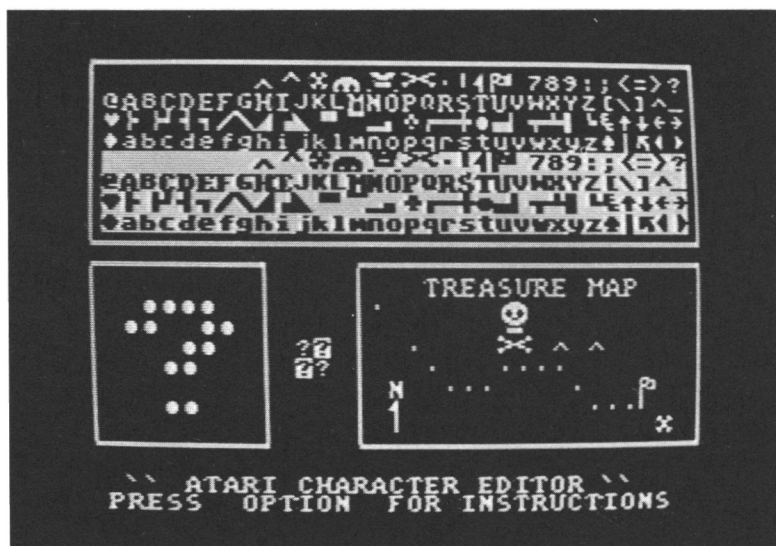 789:;<=>?
@ABCDEFGHIJKLMNOPQRSTUVWXYZ[\]^_
abcdefghijklmnopqrstuvwxyz
789:;<=>?
@ABCDEFGHIJKLMNOPQRSTUVWXYZ[\]^_
abcdefghijklmnopqrstuvwxyz
TREASURE MAP
??
??
N
`` ATARI CHARACTER EDITOR ``
PRESS OPTION FOR INSTRUCTIONS